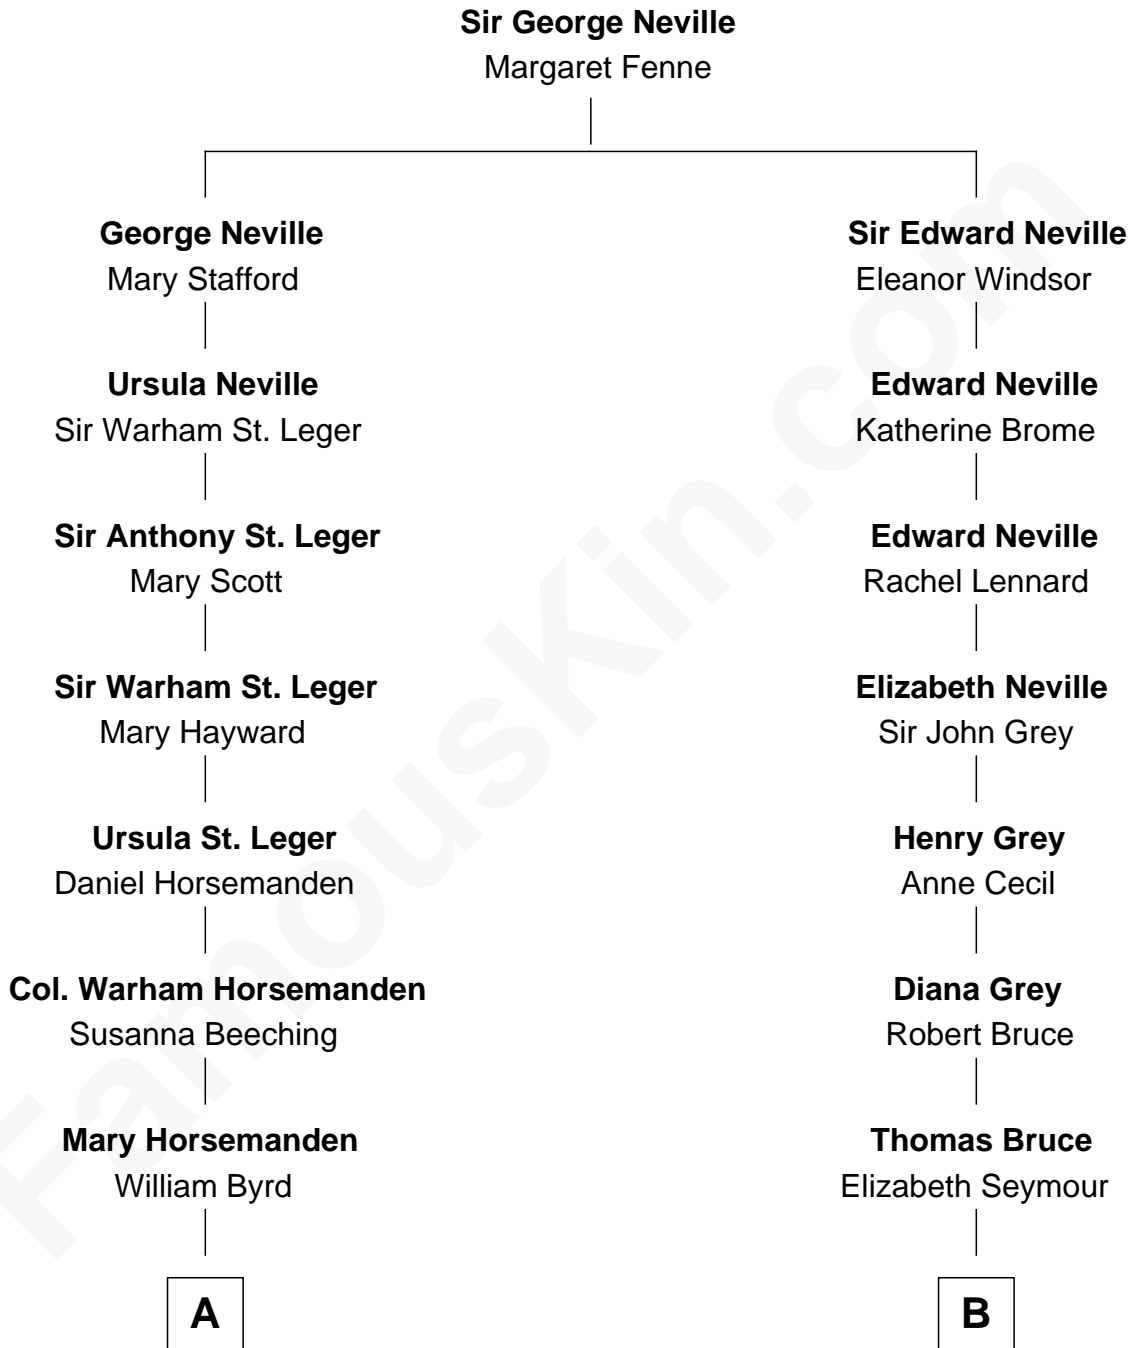 Sir George Neville
Margaret Fenne
George Neville
Mary Stafford
Sir Edward Neville
Eleanor Windsor
Ursula Neville
Sir Warham St. Leger
Edward Neville
Katherine Brome
Sir Anthony St. Leger
Mary Scott
Edward Neville
Rachel Lennard
Sir Warham St. Leger
Mary Hayward
Elizabeth Neville
Sir John Grey
Ursula St. Leger
Daniel Horsemanden
Henry Grey
Anne Cecil
Col. Warham Horsemanden
Susanna Beeching
Diana Grey
Robert Bruce
Mary Horsemanden
William Byrd
Thomas Bruce
Elizabeth Seymour
A
B
FamousKin.com